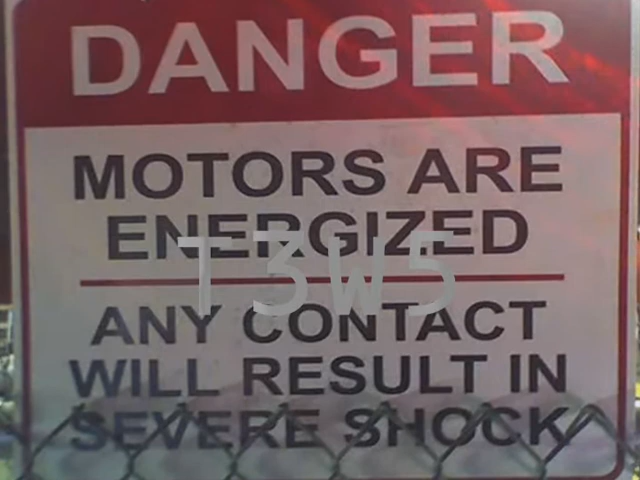 DANGER
MOTORS ARE
ENERGIZED
T3W5
ANY CONTACT
WILL RESULT IN
SEVERE SHOCK